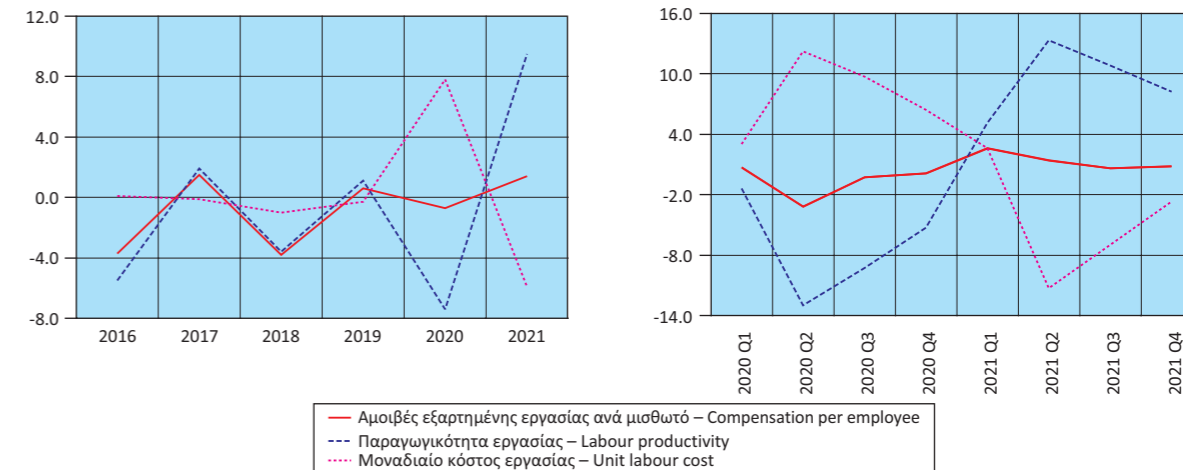 12.0
8.0
4.0
0.0
-4.0
-8.0
2016 2017 2018 2019 2020 2021
16.0
10.0
4.0
-2.0
-8.0
-14.0
2020 Q1
2020 Q2
2020 Q3
2020 Q4
2021 Q1
2021 Q2
2021 Q3
2021 Q4
Αμοιβές εξαρτημένης εργασίας ανά μισθωτό – Compensation per employee
Παραγωγικότητα εργασίας – Labour productivity
Μοναδιαίο κόστος εργασίας – Unit labour cost